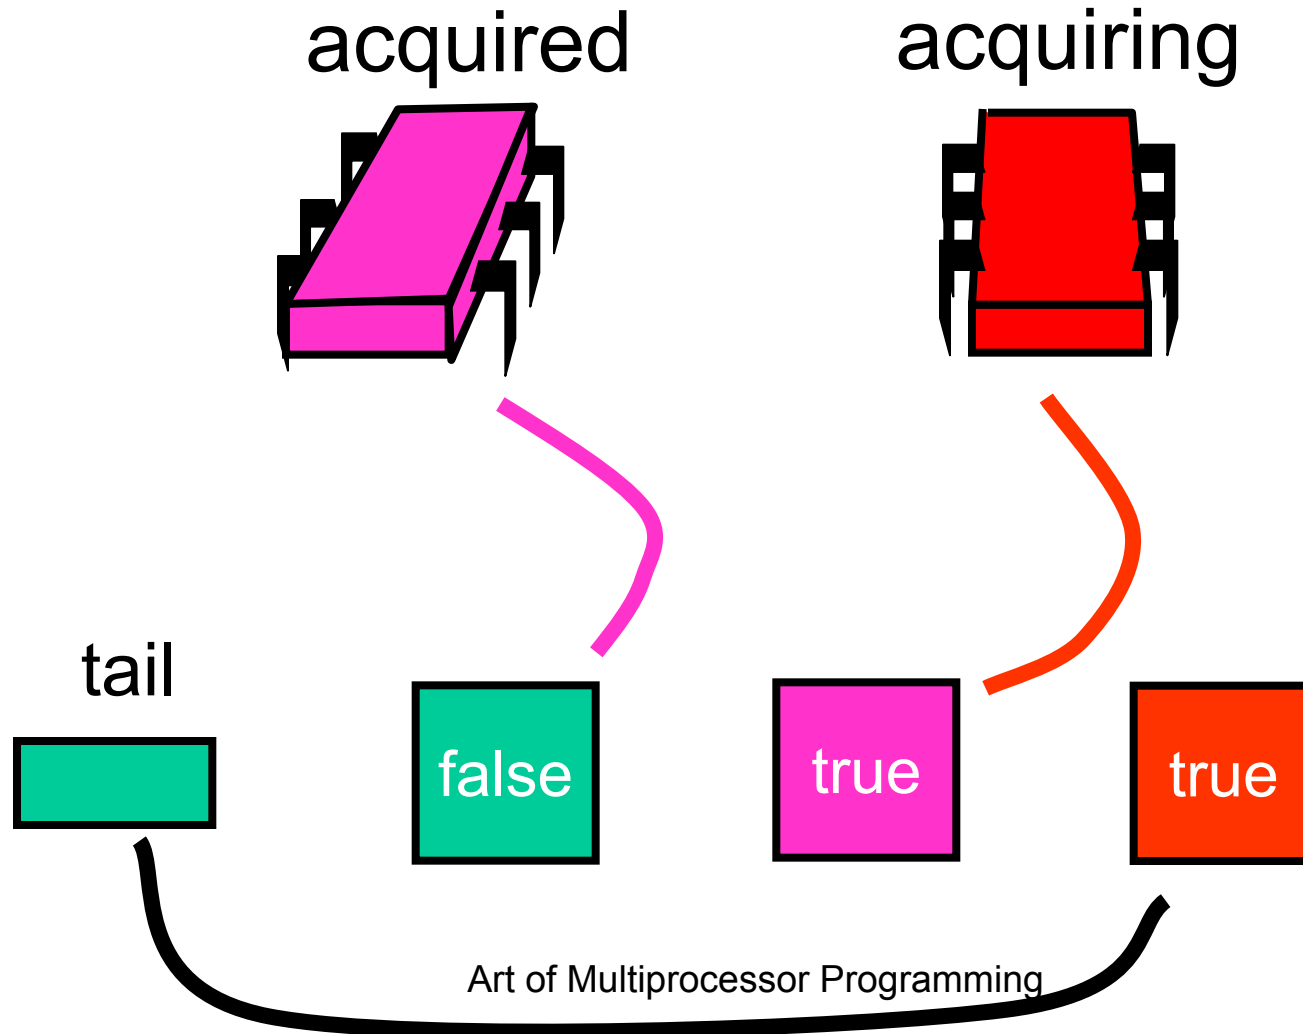 acquired
acquiring
tail
false
true
true
Art of Multiprocessor Programming